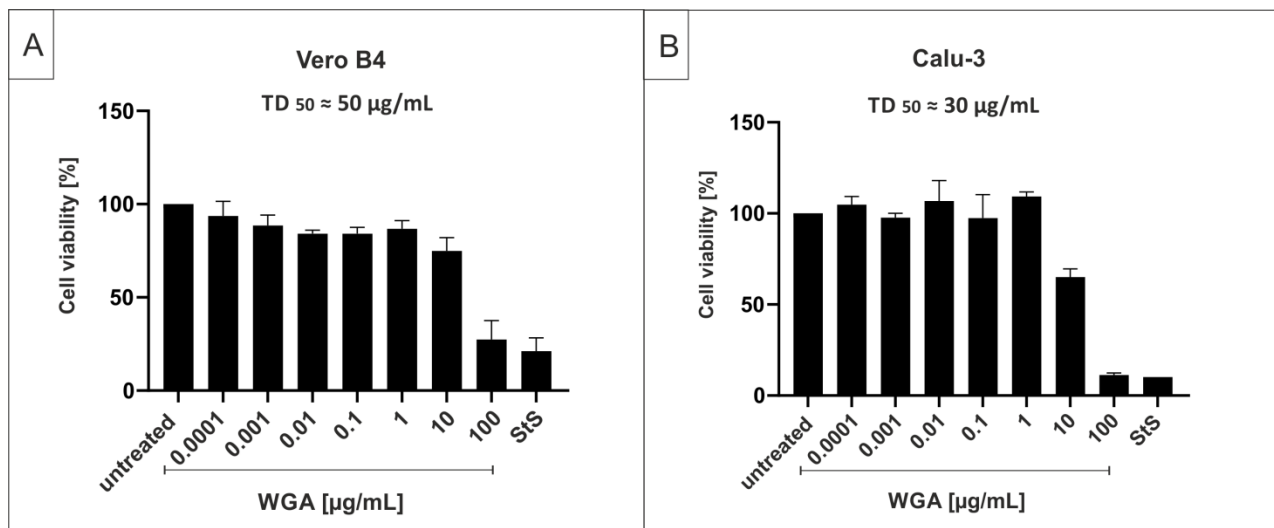 A
Vero B4
TD 50 ≈ 50 µg/mL
Cell viability [%]
150
100
50
0
untreated
0.0001
0.001
0.01
0.1
1
10
100
StS
WGA [µg/mL]
B
Calu-3
TD 50 ≈ 30 µg/mL
Cell viability [%]
150
100
50
0
untreated
0.0001
0.001
0.01
0.1
1
10
100
StS
WGA [µg/mL]